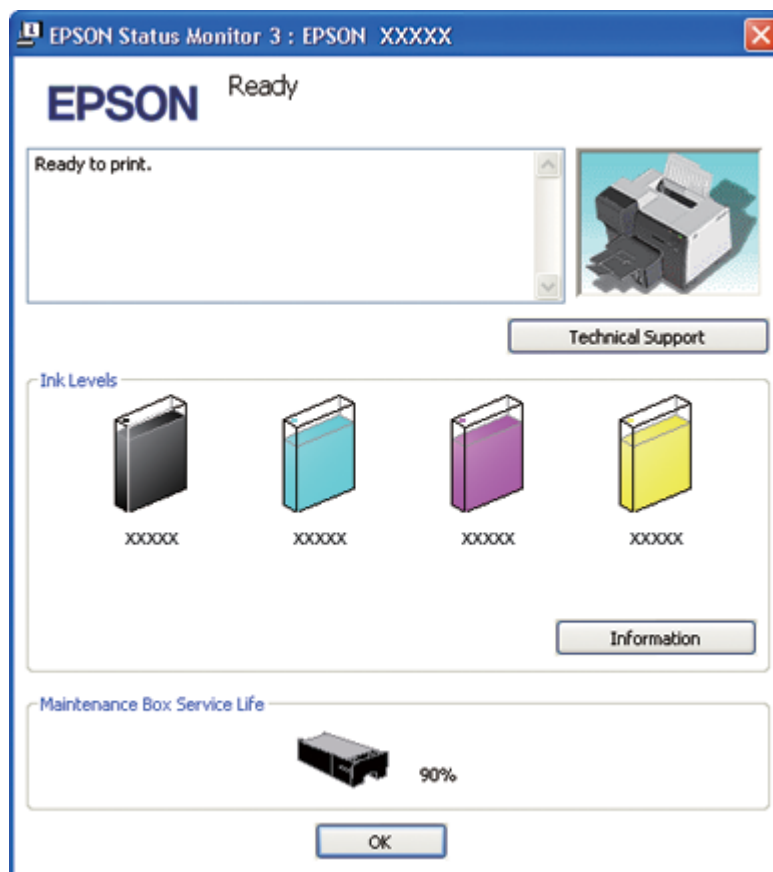 EPSON Status Monitor 3 : EPSON XXXXX
EPSON
Ready
Ready to print.
Technical Support
Ink Levels
XXXXX
XXXXX
XXXXX
XXXXX
Information
Maintenance Box Service Life
90%
OK